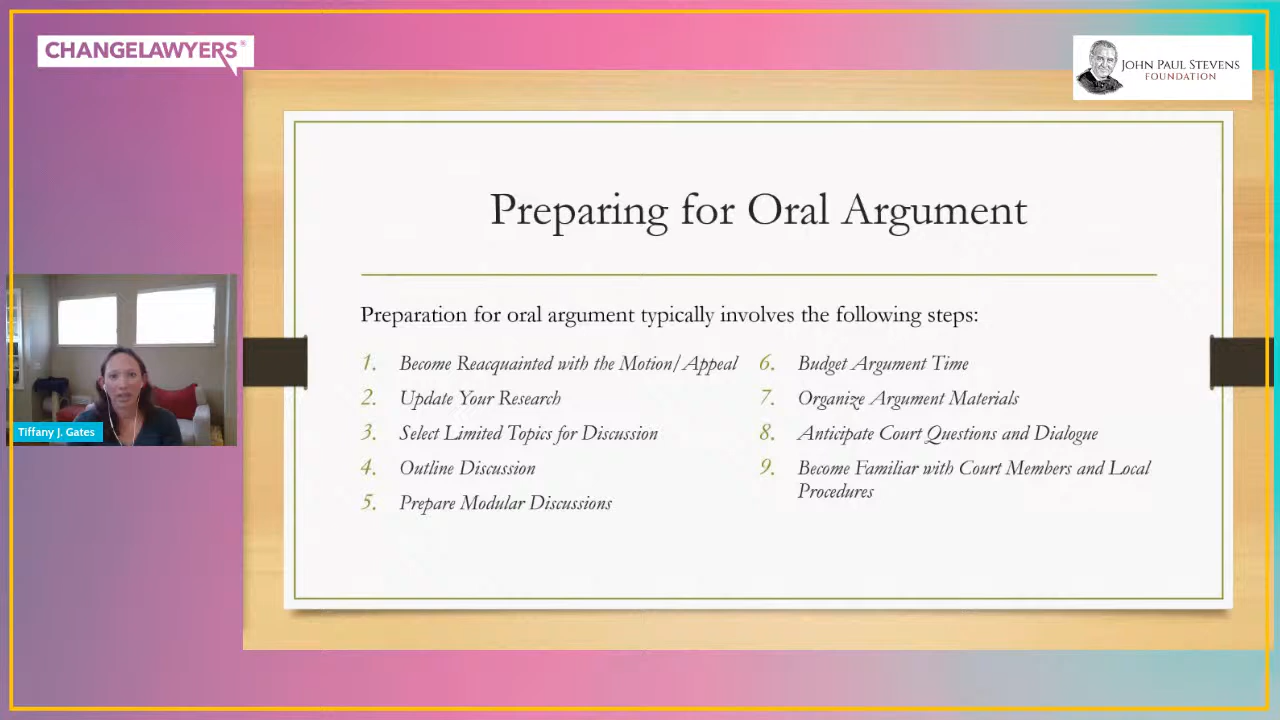 CHANGELAWYERS®
JOHN PAUL STEVENS
FOUNDATION
Preparing for Oral Argument
Preparation for oral argument typically involves the following steps:
1. Become Reacquainted with the Motion/Appeal
2. Update Your Research
3. Select Limited Topics for Discussion
4. Outline Discussion
5. Prepare Modular Discussions
6. Budget Argument Time
7. Organize Argument Materials
8. Anticipate Court Questions and Dialogue
9. Become Familiar with Court Members and Local
Procedures
Tiffany J. Gates